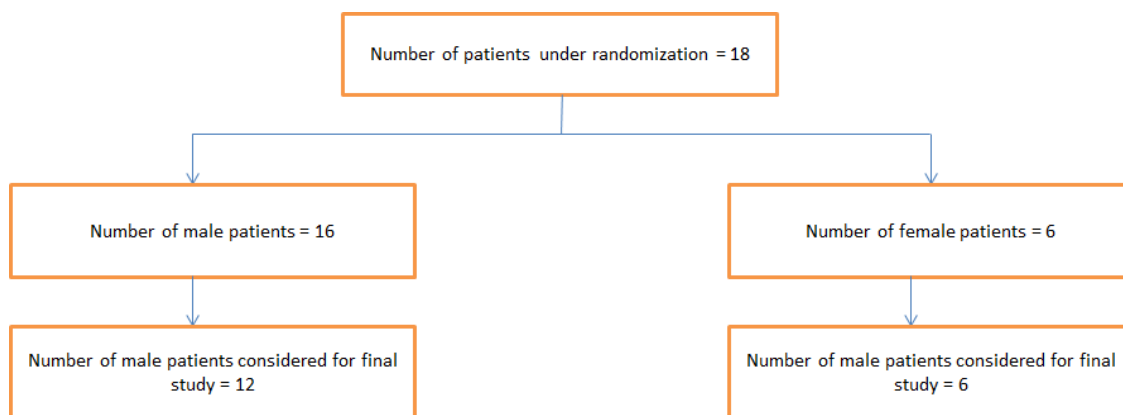 Number of patients under randomization = 18
Number of male patients = 16
Number of female patients = 6
Number of male patients considered for final
study = 12
Number of male patients considered for final
study = 6